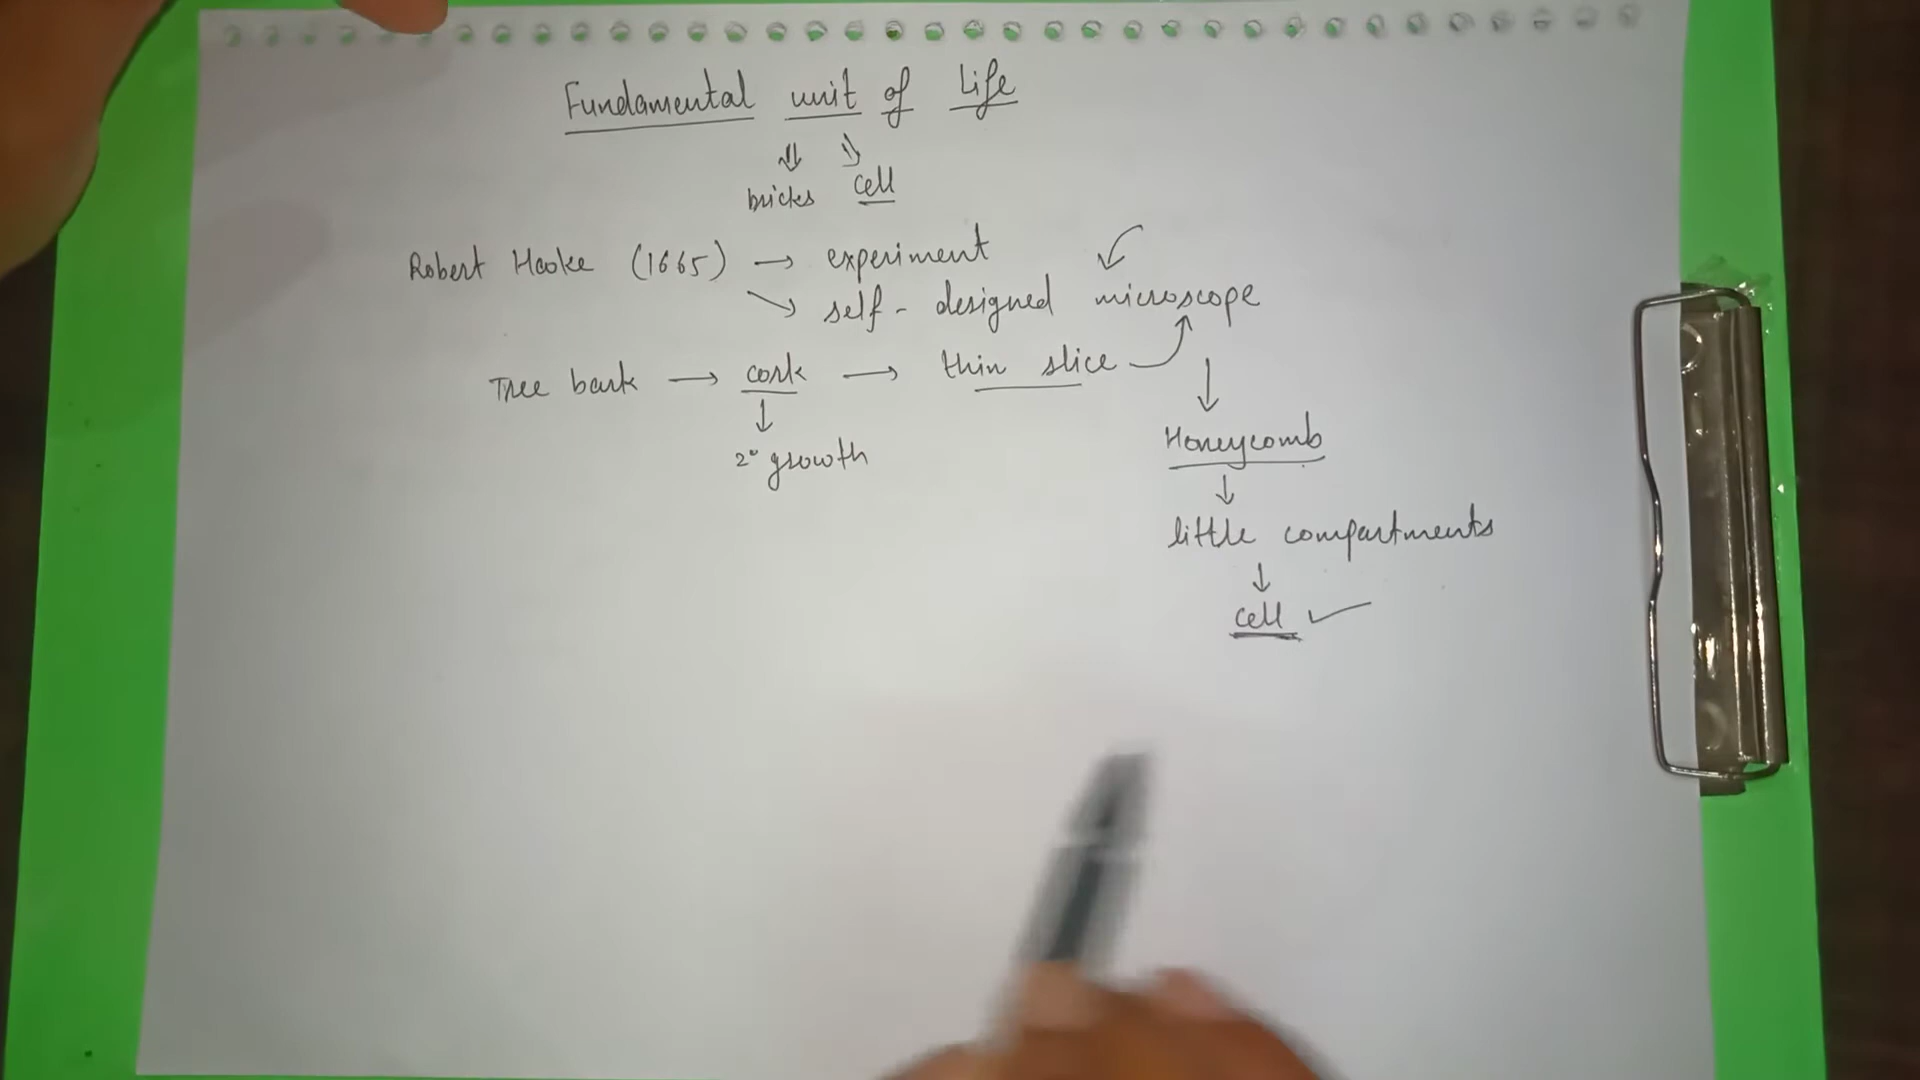 Fundamental unit of Life
⇓ ⇓
bricks cell
Robert Hooke (1665) → experiment
→ self - designed microscope
Tree bark → cork → thin slice
↓ ↓
2° growth Honeycomb
↓
little compartments
↓
cell ✓